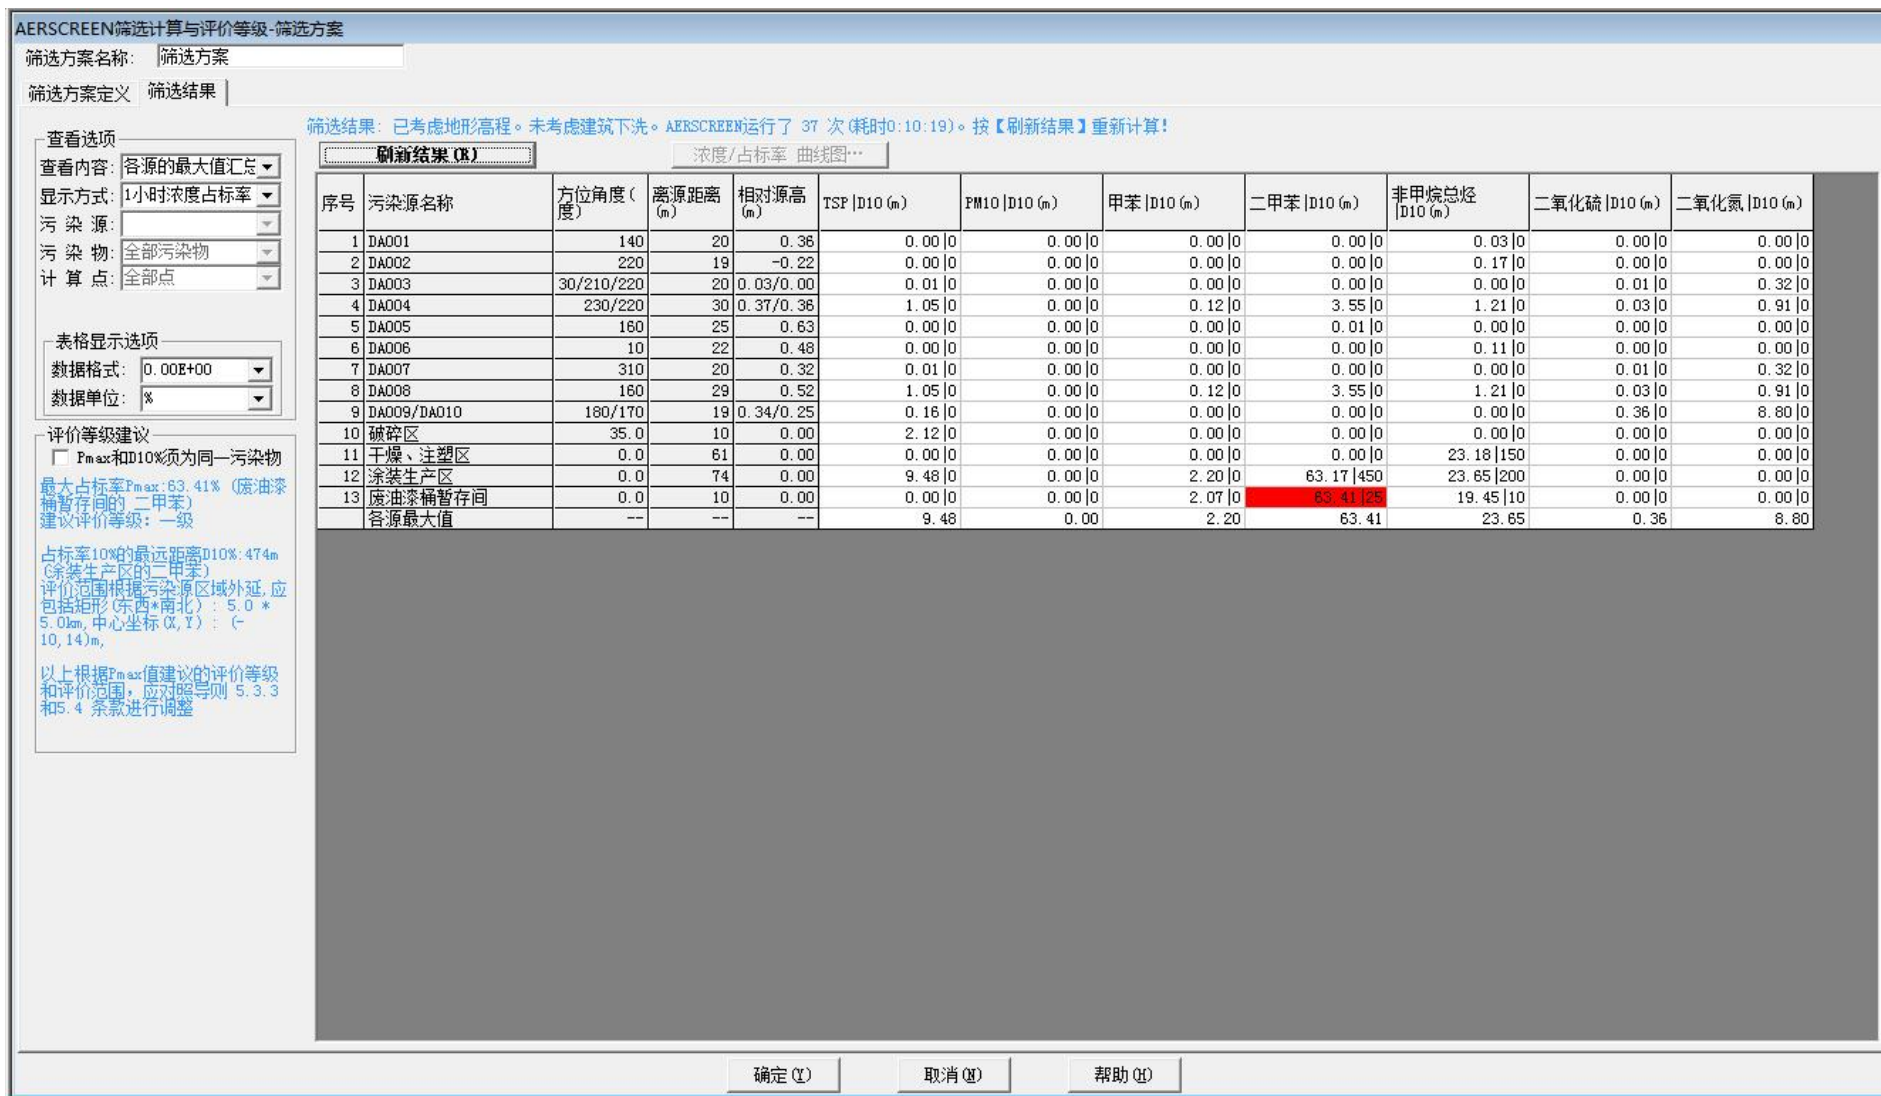 AERSCREEN筛选计算与评价等级-筛选方案
筛选方案名称: 筛选方案
筛选方案定义 筛选结果
筛选结果: 已考虑地形高程。未考虑建筑下洗。AERSCREEN运行了 37 次(耗时0:10:19)。按【刷新结果】重新计算!
查看选项
查看内容: 各源的最大值汇总
显示方式: 1小时浓度占标率
污 染 源:
污 染 物: 全部污染物
计 算 点: 全部点
表格显示选项
数据格式: 0.00E+00
数据单位: %
评价等级建议
Pmax和D10%须为同一污染物
最大占标率Pmax:63.41% (废油漆
桶暂存间的 二甲苯)
建议评价等级: 一级
占标率10%的最远距离D10%:474m
(涂装生产区的二甲苯)
评价范围根据污染源区域外延,应
包括矩形(东西*南北): 5.0 *
5.0km,中心坐标(X,Y): (-
10,14)m,
以上根据Pmax值建议的评价等级
和评价范围,应对照导则 5.3.3
和5.4 条款进行调整
刷新结果(R) 浓度/占标率 曲线图…
序号 污染源名称 方位角度(度) 离源距离(m) 相对源高(m) TSP|D10(m) PM10|D10(m) 甲苯|D10(m) 二甲苯|D10(m) 非甲烷总烃|D10(m) 二氧化硫|D10(m) 二氧化氮|D10(m)
1 DA001 140 20 0.36 0.00|0 0.00|0 0.00|0 0.00|0 0.03|0 0.00|0 0.00|0
2 DA002 220 19 -0.22 0.00|0 0.00|0 0.00|0 0.00|0 0.17|0 0.00|0 0.00|0
3 DA003 30/210/220 20 0.03/0.00 0.01|0 0.00|0 0.00|0 0.00|0 0.00|0 0.01|0 0.32|0
4 DA004 230/220 30 0.37/0.36 1.05|0 0.00|0 0.12|0 3.55|0 1.21|0 0.03|0 0.91|0
5 DA005 160 25 0.63 0.00|0 0.00|0 0.00|0 0.01|0 0.00|0 0.00|0 0.00|0
6 DA006 10 22 0.48 0.00|0 0.00|0 0.00|0 0.00|0 0.11|0 0.00|0 0.00|0
7 DA007 310 20 0.32 0.01|0 0.00|0 0.00|0 0.00|0 0.00|0 0.01|0 0.32|0
8 DA008 160 29 0.52 1.05|0 0.00|0 0.12|0 3.55|0 1.21|0 0.03|0 0.91|0
9 DA009/DA010 180/170 19 0.34/0.25 0.16|0 0.00|0 0.00|0 0.00|0 0.00|0 0.36|0 8.80|0
10 破碎区 35.0 10 0.00 2.12|0 0.00|0 0.00|0 0.00|0 0.00|0 0.00|0 0.00|0
11 干燥、注塑区 0.0 61 0.00 0.00|0 0.00|0 0.00|0 0.00|0 23.18|150 0.00|0 0.00|0
12 涂装生产区 0.0 74 0.00 9.48|0 0.00|0 2.20|0 63.17|450 23.65|200 0.00|0 0.00|0
13 废油漆桶暂存间 0.0 10 0.00 0.00|0 0.00|0 2.07|0 63.41|25 19.45|10 0.00|0 0.00|0
各源最大值 -- -- -- 9.48 0.00 2.20 63.41 23.65 0.36 8.80
确定(Y) 取消(N) 帮助(H)